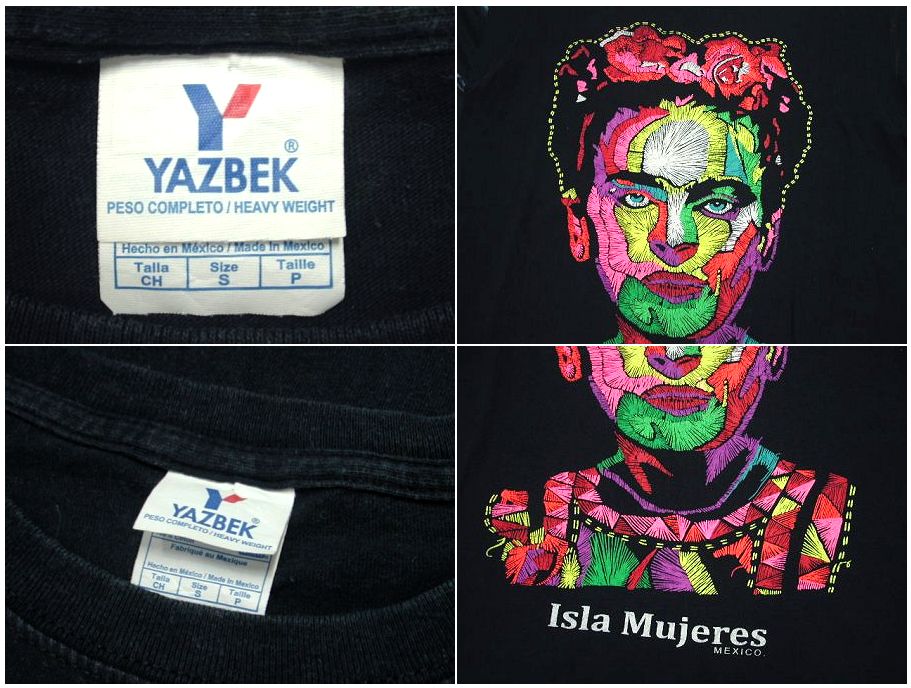 Y
®
YAZBEK
PESO COMPLETO / HEAVY WEIGHT
Hecho en México / Made In Mexico
Talla Size Taille
CH S P
Y
YAZBEK®
PESO COMPLETO / HEAVY WEIGHT
Fabriqué au Mexique
Hecho en México / Made In Mexico
Talla Size Taille
CH S P
Isla Mujeres
MEXICO.